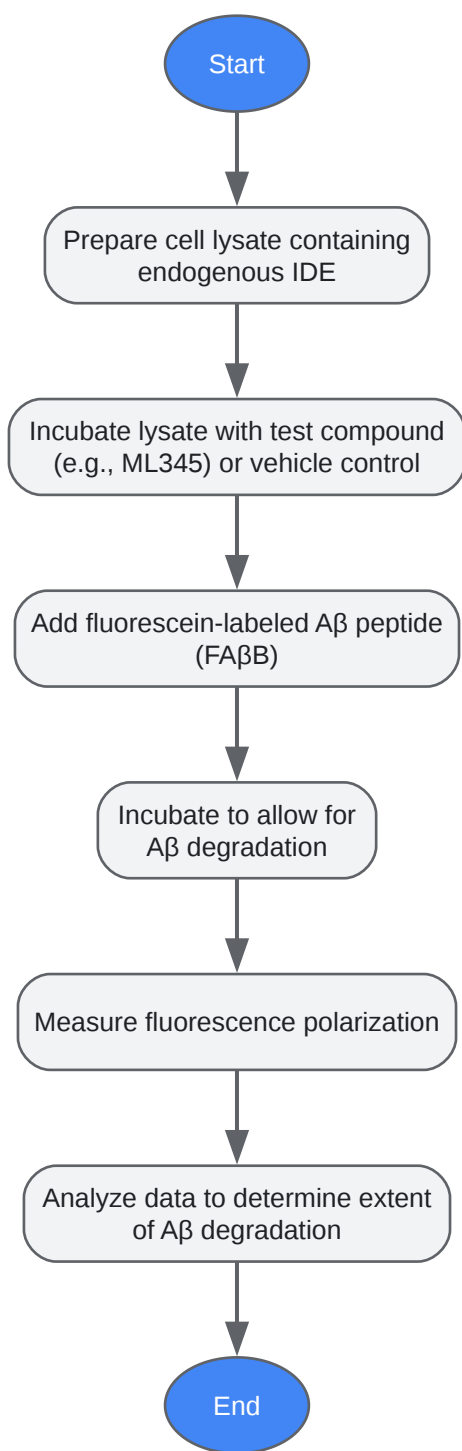 Start
Prepare cell lysate containing
endogenous IDE
Incubate lysate with test compound
(e.g., ML345) or vehicle control
Add fluorescein-labeled Aβ peptide
(FAβB)
Incubate to allow for
Aβ degradation
Measure fluorescence polarization
Analyze data to determine extent
of Aβ degradation
End